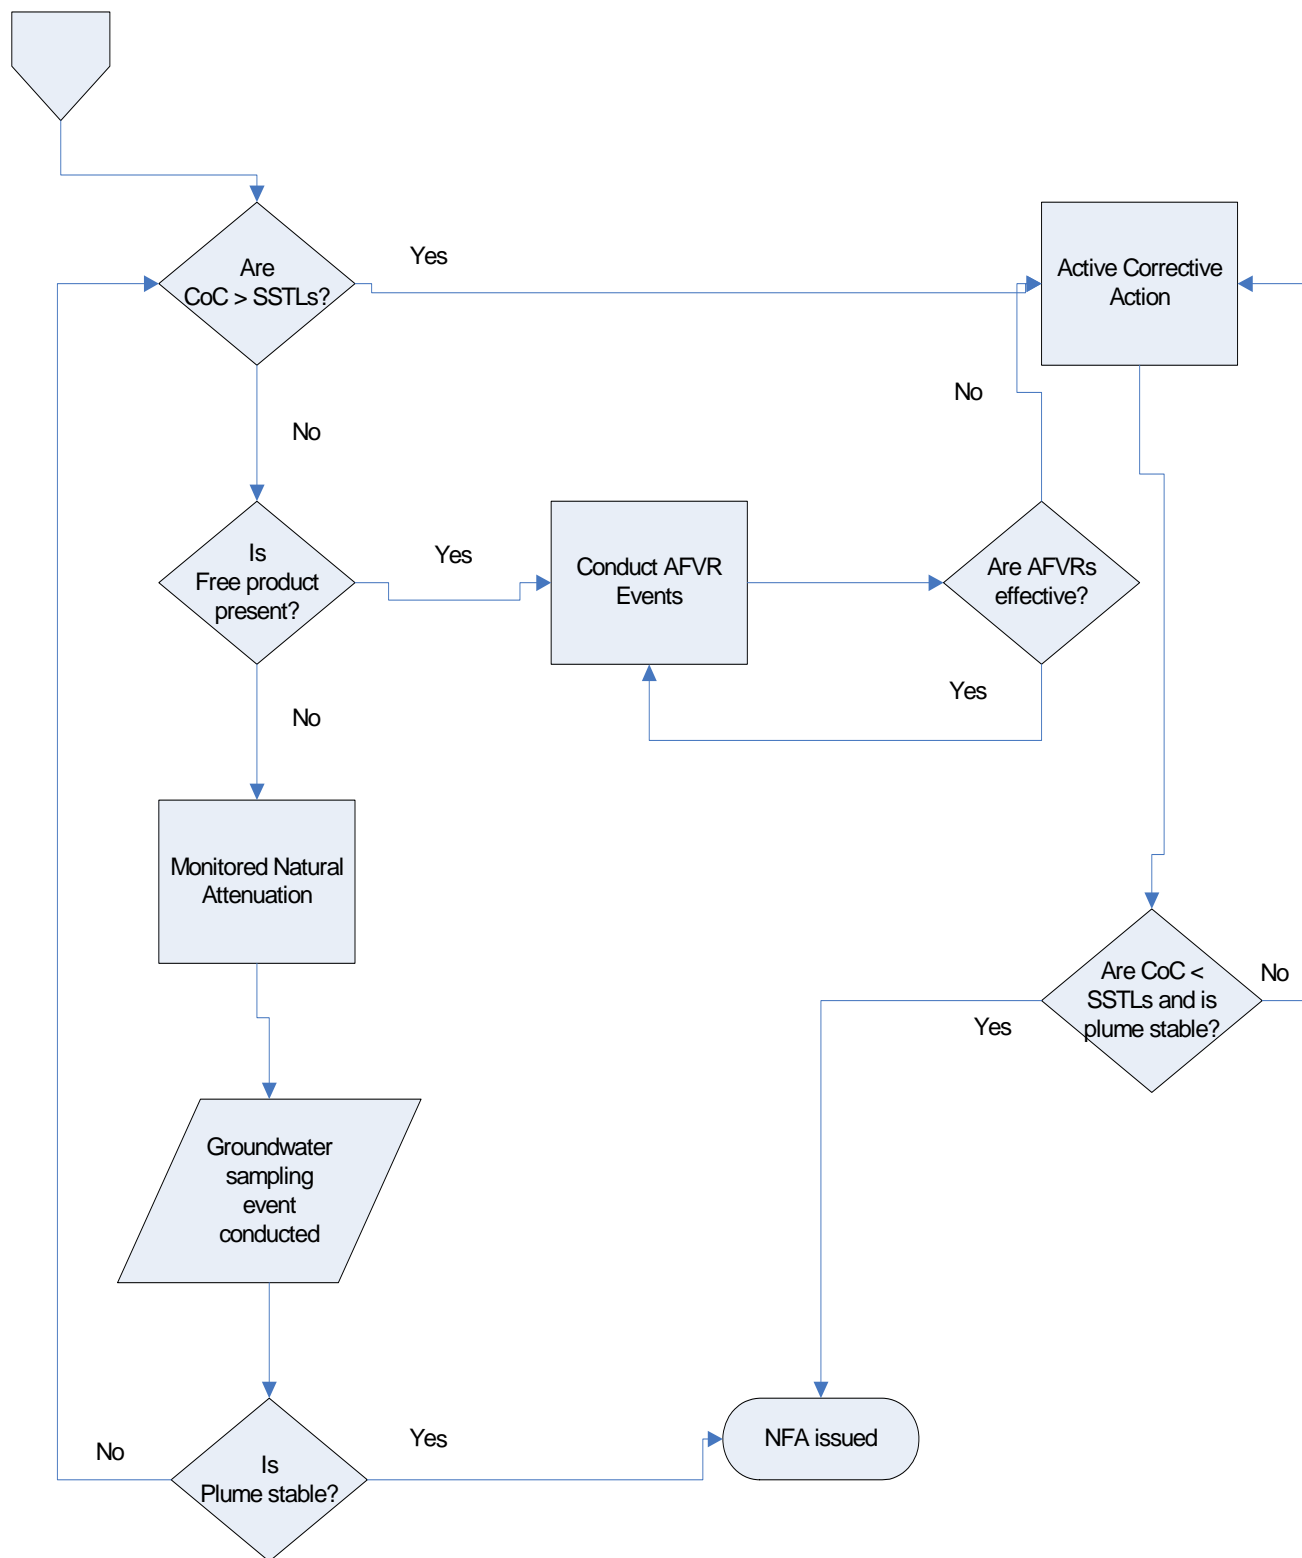 Are
CoC > SSTLs?
Yes
Active Corrective
Action
No
No
Is
Free product
present?
Yes
Conduct AFVR
Events
Are AFVRs
effective?
Yes
No
Monitored Natural
Attenuation
Are CoC <
SSTLs and is
plume stable?
No
Yes
Groundwater
sampling
event
conducted
Is
Plume stable?
No
Yes
NFA issued